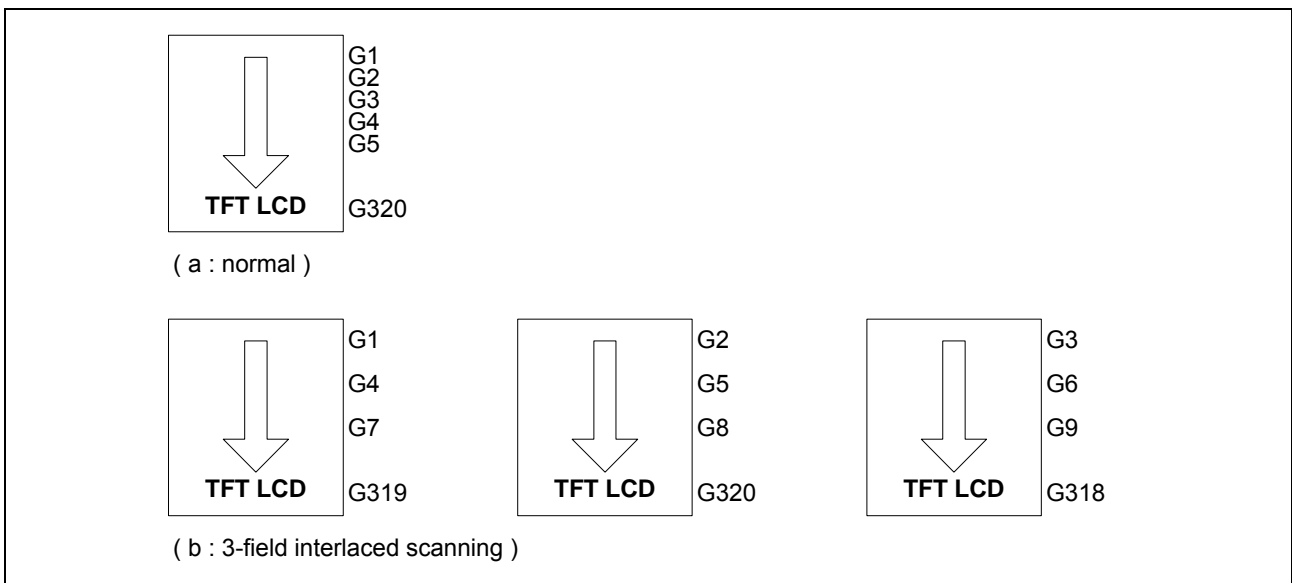 G1
G2
G3
G4
G5
TFT LCD G320
( a : normal )
G1 G2 G3
G4 G5 G6
G7 G8 G9
TFT LCD G319 TFT LCD G320 TFT LCD G318
( b : 3-field interlaced scanning )